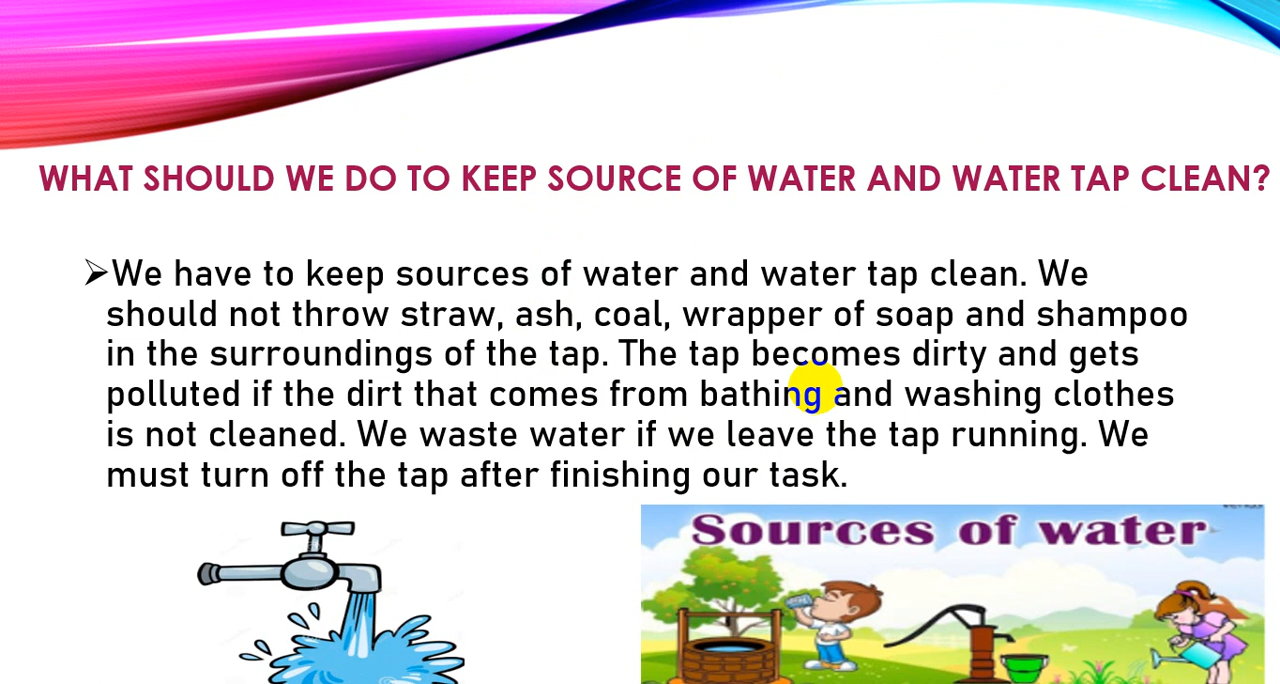 WHAT SHOULD WE DO TO KEEP SOURCE OF WATER AND WATER TAP CLEAN?
➢We have to keep sources of water and water tap clean. We
should not throw straw, ash, coal, wrapper of soap and shampoo
in the surroundings of the tap. The tap becomes dirty and gets
polluted if the dirt that comes from bathing and washing clothes
is not cleaned. We waste water if we leave the tap running. We
must turn off the tap after finishing our task.
Sources of water